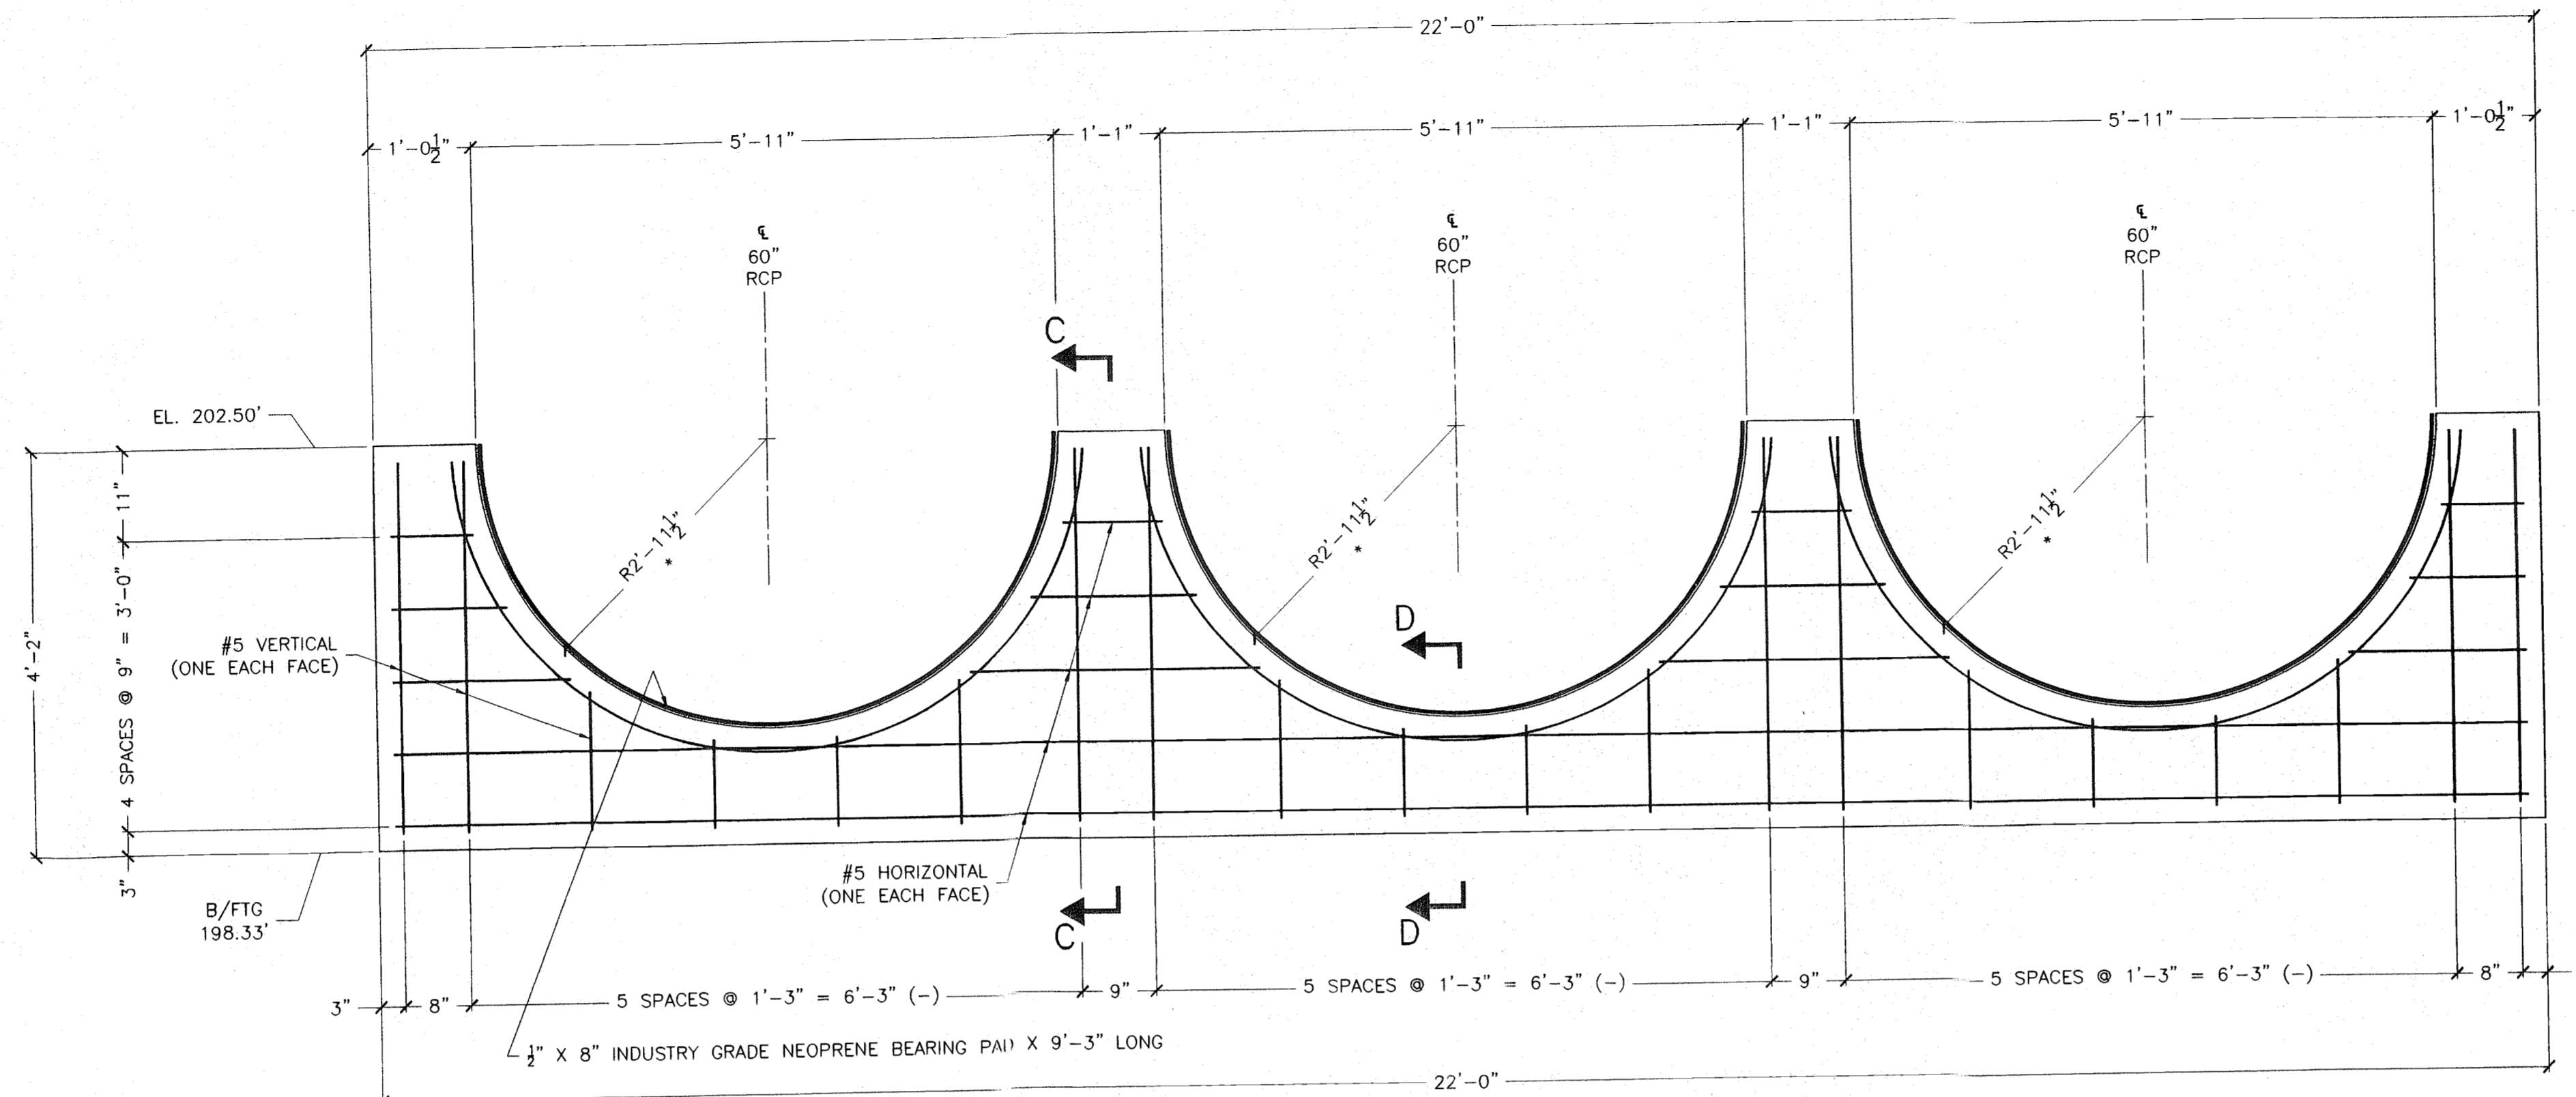 22'-0"
1'-0½"
5'-11"
1'-1"
5'-11"
1'-1"
5'-11"
1'-0½"
℄
60"
RCP
℄
60"
RCP
℄
60"
RCP
C
EL. 202.50'
11"
4 SPACES @ 9" = 3'-0"
4'-2"
3"
R2'-11½"
*
R2'-11½"
*
R2'-11½"
*
D
#5 VERTICAL
(ONE EACH FACE)
#5 HORIZONTAL
(ONE EACH FACE)
B/FTG
198.33'
C
D
3"
8"
5 SPACES @ 1'-3" = 6'-3" (-)
9"
5 SPACES @ 1'-3" = 6'-3" (-)
9"
5 SPACES @ 1'-3" = 6'-3" (-)
8"
½" X 8" INDUSTRY GRADE NEOPRENE BEARING PAD X 9'-3" LONG
22'-0"